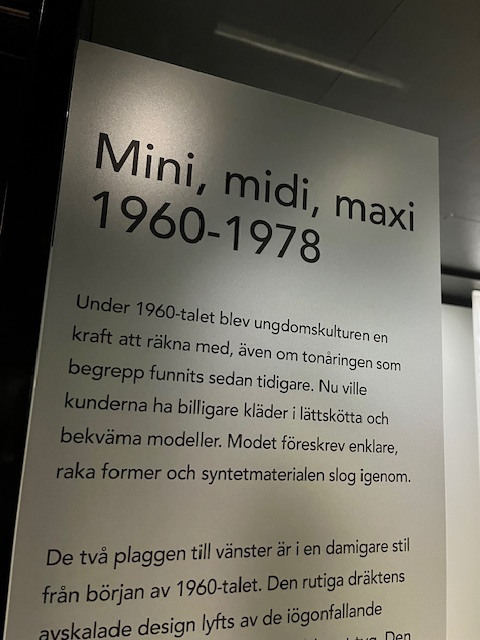 Mini, midi, maxi
1960-1978
Under 1960-talet blev ungdomskulturen en
kraft att räkna med, även om tonåringen som
begrepp funnits sedan tidigare. Nu ville
kunderna ha billigare kläder i lättskötta och
bekväma modeller. Modet föreskrev enklare,
raka former och syntetmaterialen slog igenom.
De två plaggen till vänster är i en damigare stil
från början av 1960-talet. Den rutiga dräktens
avskalade design lyfts av de iögonfallande
Den